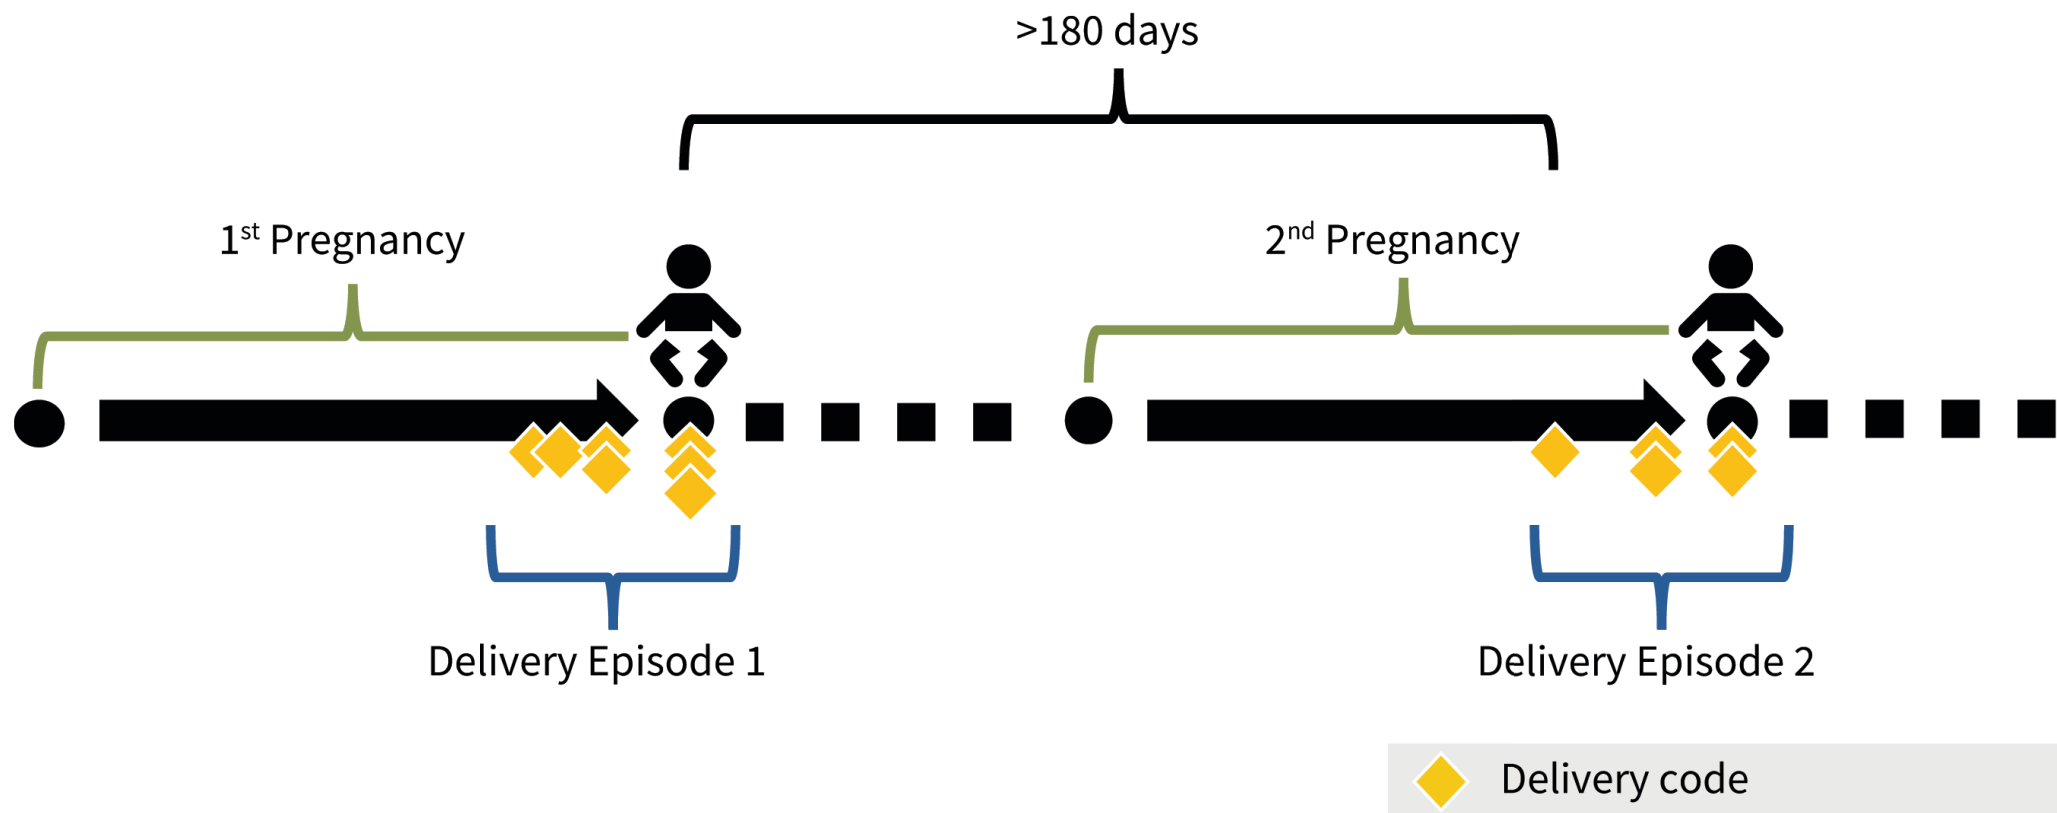 >180 days
1st Pregnancy
2nd Pregnancy
Delivery Episode 1
Delivery Episode 2
Delivery code